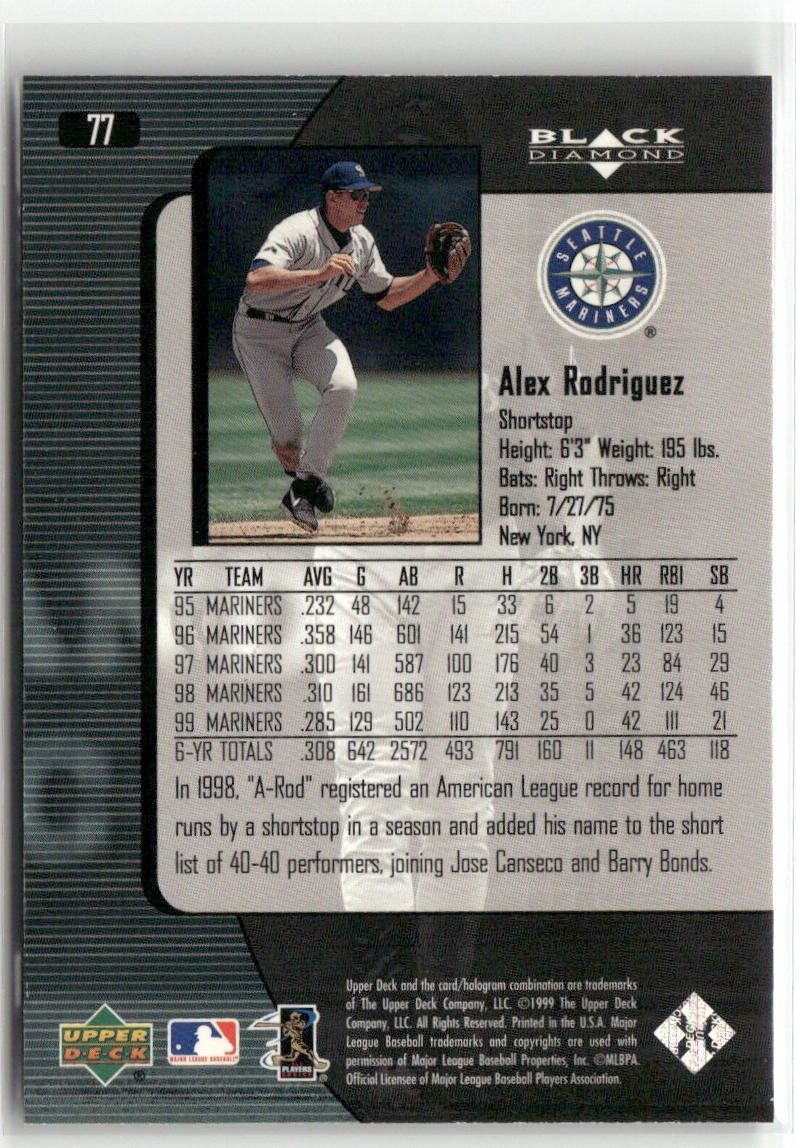 77
BLACK
DIAMOND
SEATTLE
MARINERS
®
Alex Rodriguez
Shortstop
Height: 6'3" Weight: 195 lbs.
Bats: Right Throws: Right
Born: 7/27/75
New York, NY
YR TEAM AVG G AB R H 2B 3B HR RBI SB
95 MARINERS .232 48 142 15 33 6 2 5 19 4
96 MARINERS .358 146 601 141 215 54 1 36 123 15
97 MARINERS .300 141 587 100 176 40 3 23 84 29
98 MARINERS .310 161 686 123 213 35 5 42 124 46
99 MARINERS .285 129 502 110 143 25 0 42 111 21
6-YR TOTALS .308 642 2572 493 791 160 11 148 463 118
In 1998, "A-Rod" registered an American League record for home
runs by a shortstop in a season and added his name to the short
list of 40-40 performers, joining Jose Canseco and Barry Bonds.
Upper Deck and the card/hologram combination are trademarks
of The Upper Deck Company, LLC. ©1999 The Upper Deck
Company, LLC. All Rights Reserved. Printed in the U.S.A. Major
League Baseball trademarks and copyrights are used with
permission of Major League Baseball Properties, Inc. ©MLBPA
Official Licensee of Major League Baseball Players Association.
UPPER
DECK
®
MAJOR LEAGUE BASEBALL
PLAYERS
CHOICE
®